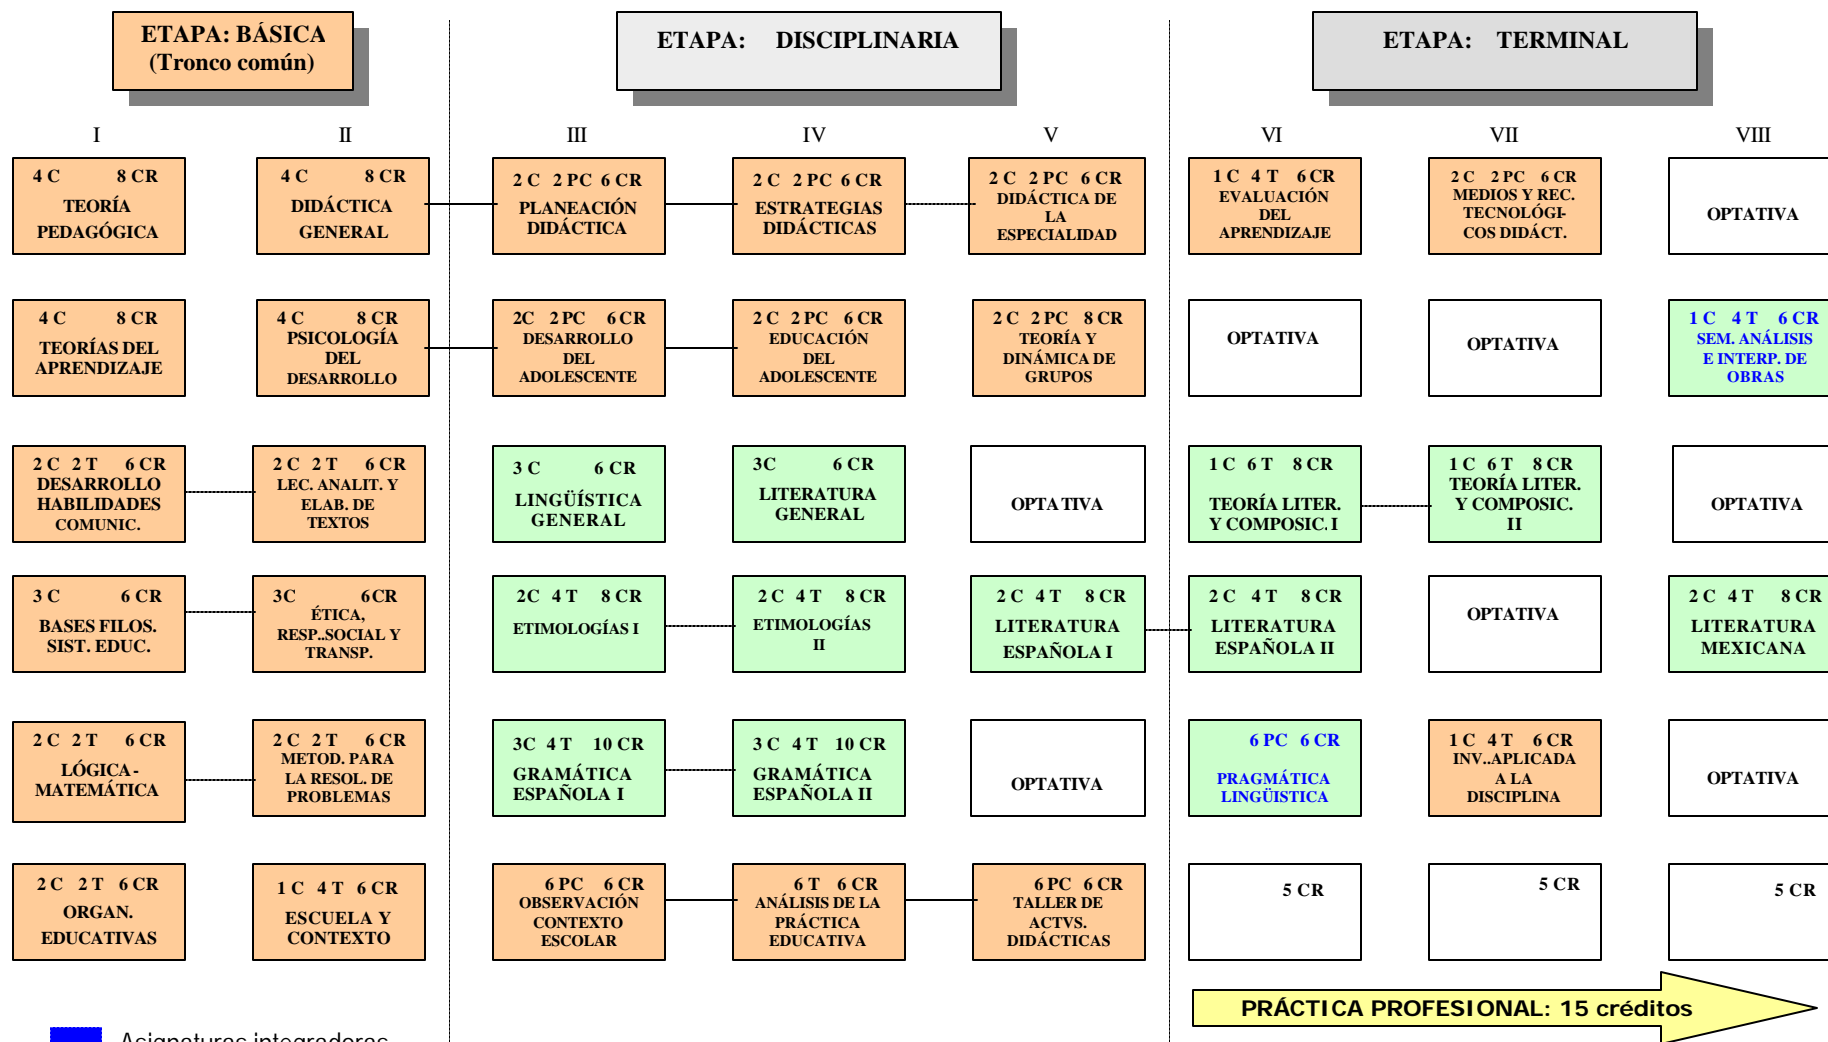 ETAPA: BÁSICA
(Tronco común)
ETAPA: DISCIPLINARIA
ETAPA: TERMINAL
I
II
III
IV
V
VI
VII
VIII
4 C 8 CR
TEORÍA
PEDAGÓGICA
4 C 8 CR
DIDÁCTICA
GENERAL
2 C 2 PC 6 CR
PLANEACIÓN
DIDÁCTICA
2 C 2 PC 6 CR
ESTRATEGIAS
DIDÁCTICAS
2 C 2 PC 6 CR
DIDÁCTICA DE
LA
ESPECIALIDAD
1 C 4 T 6 CR
EVALUACIÓN
DEL
APRENDIZAJE
2 C 2 PC 6 CR
MEDIOS Y REC.
TECNOLÓGI-
COS DIDÁCT.
OPTATIVA
4 C 8 CR
TEORÍAS DEL
APRENDIZAJE
4 C 8 CR
PSICOLOGÍA
DEL
DESARROLLO
2C 2 PC 6 CR
DESARROLLO
DEL
ADOLESCENTE
2 C 2 PC 6 CR
EDUCACIÓN
DEL
ADOLESCENTE
2 C 2 PC 8 CR
TEORÍA Y
DINÁMICA DE
GRUPOS
OPTATIVA
OPTATIVA
1 C 4 T 6 CR
SEM. ANÁLISIS
E INTERP. DE
OBRAS
2 C 2 T 6 CR
DESARROLLO
HABILIDADES
COMUNIC.
2 C 2 T 6 CR
LEC. ANALIT. Y
ELAB. DE
TEXTOS
3 C 6 CR
LINGÜÍSTICA
GENERAL
3C 6 CR
LITERATURA
GENERAL
OPTATIVA
1 C 6 T 8 CR
TEORÍA LITER.
Y COMPOSIC. I
1 C 6 T 8 CR
TEORÍA LITER.
Y COMPOSIC.
II
OPTATIVA
3 C 6 CR
BASES FILOS.
SIST. EDUC.
3C 6CR
ÉTICA,
RESP..SOCIAL Y
TRANSP.
2C 4 T 8 CR
ETIMOLOGÍAS I
2 C 4 T 8 CR
ETIMOLOGÍAS
II
2 C 4 T 8 CR
LITERATURA
ESPAÑOLA I
2 C 4 T 8 CR
LITERATURA
ESPAÑOLA II
OPTATIVA
2 C 4 T 8 CR
LITERATURA
MEXICANA
2 C 2 T 6 CR
LÓGICA -
MATEMÁTICA
2 C 2 T 6 CR
METOD. PARA
LA RESOL. DE
PROBLEMAS
3C 4 T 10 CR
GRAMÁTICA
ESPAÑOLA I
3 C 4 T 10 CR
GRAMÁTICA
ESPAÑOLA II
OPTATIVA
6 PC 6 CR
PRAGMÁTICA
LINGÜISTICA
1 C 4 T 6 CR
INV..APLICADA
A LA
DISCIPLINA
OPTATIVA
2 C 2 T 6 CR
ORGAN.
EDUCATIVAS
1 C 4 T 6 CR
ESCUELA Y
CONTEXTO
6 PC 6 CR
OBSERVACIÓN
CONTEXTO
ESCOLAR
6 T 6 CR
ANÁLISIS DE LA
PRÁCTICA
EDUCATIVA
6 PC 6 CR
TALLER DE
ACTVS.
DIDÁCTICAS
5 CR
5 CR
5 CR
PRÁCTICA PROFESIONAL: 15 créditos
Asignaturas integradoras